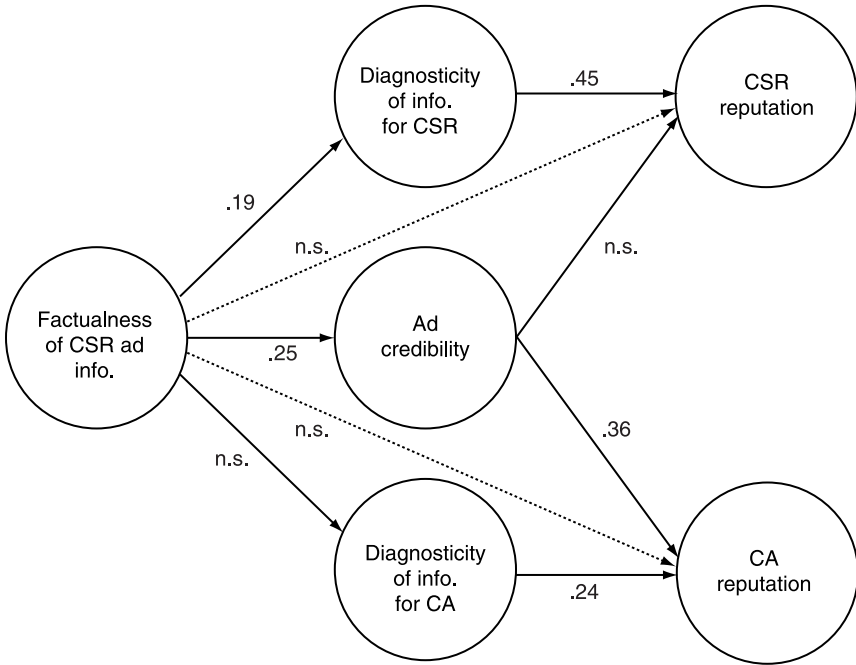 Diagnosticity
of info.
for CSR
.45
CSR
reputation
.19
n.s.
n.s.
Factualness
of CSR ad
info.
.25
Ad
credibility
n.s.
n.s.
.36
Diagnosticity
of info.
for CA
.24
CA
reputation